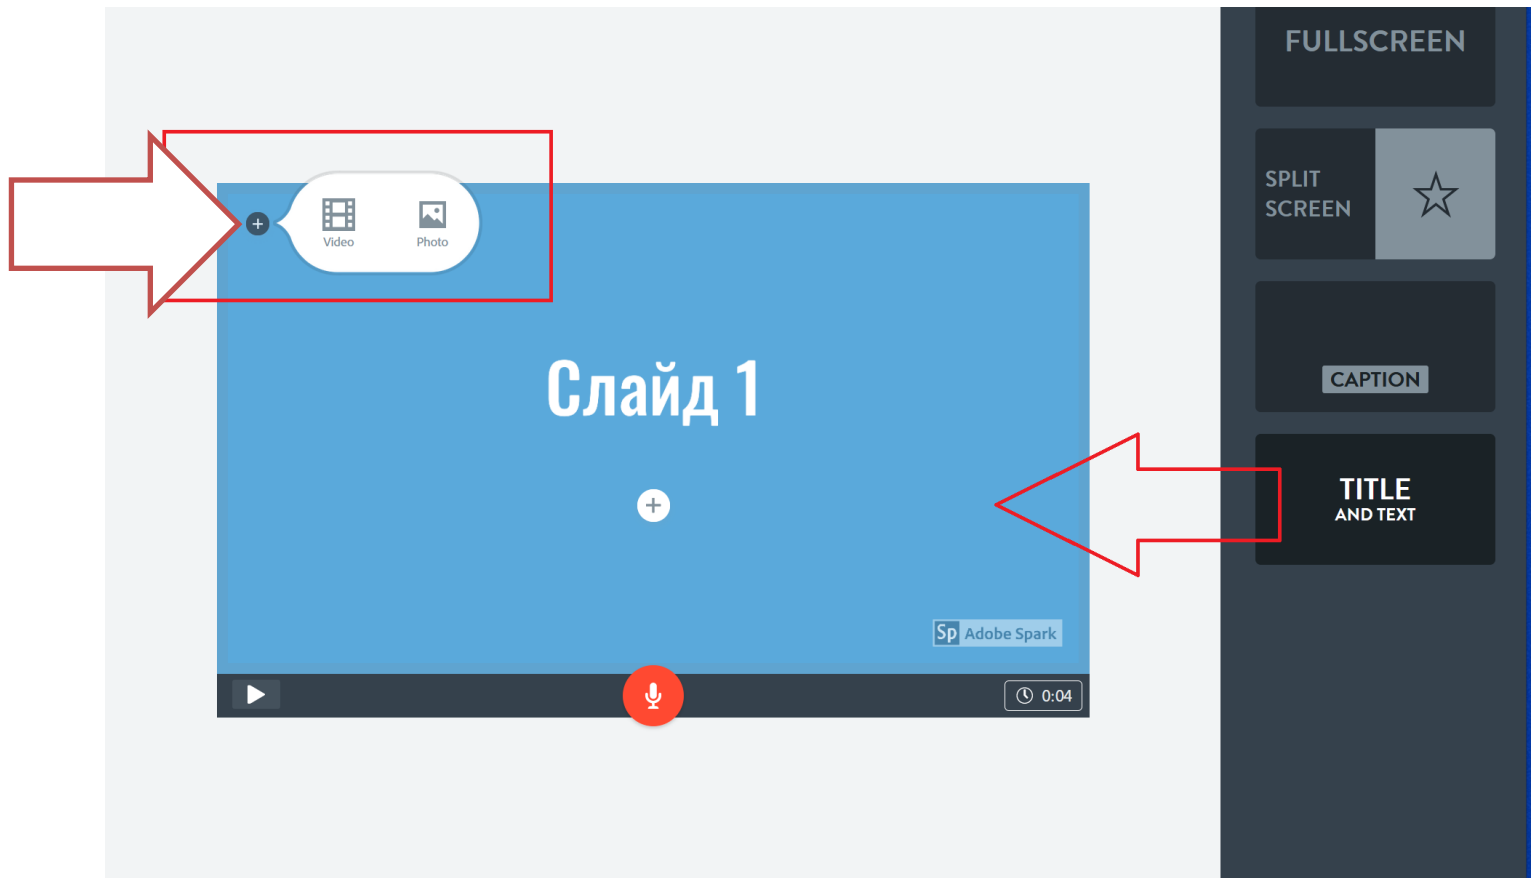 FULLSCREEN
SPLIT
SCREEN
CAPTION
TITLE
AND TEXT
Video
Photo
Слайд 1
Sp Adobe Spark
0:04